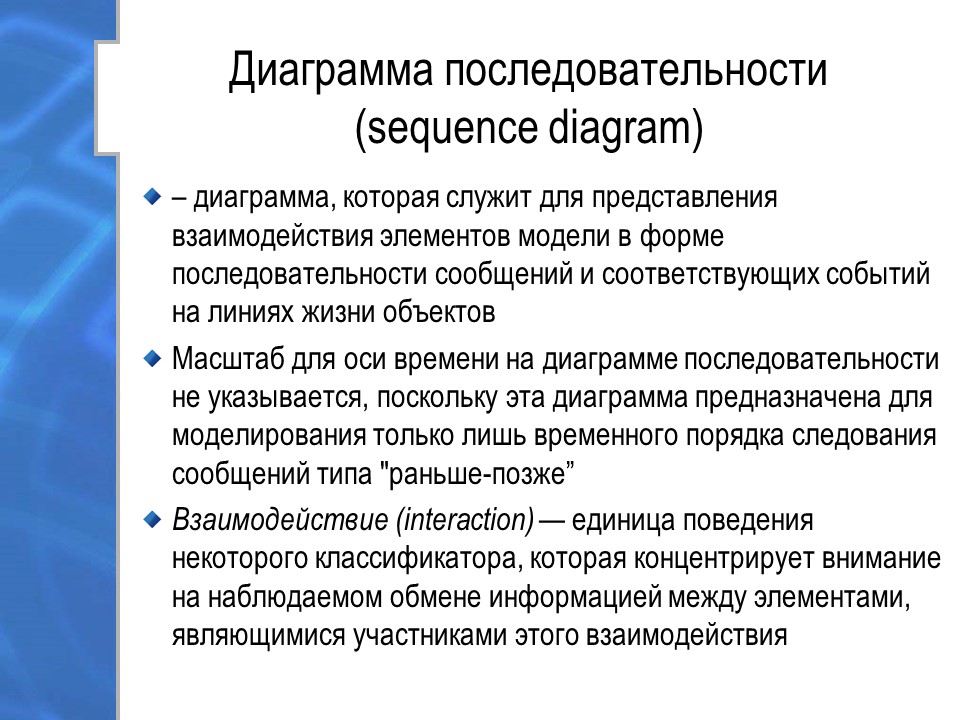 Диаграмма последовательности
(sequence diagram)
– диаграмма, которая служит для представления
взаимодействия элементов модели в форме
последовательности сообщений и соответствующих событий
на линиях жизни объектов
Масштаб для оси времени на диаграмме последовательности
не указывается, поскольку эта диаграмма предназначена для
моделирования только лишь временного порядка следования
сообщений типа "раньше-позже”
Взаимодействие (interaction) — единица поведения
некоторого классификатора, которая концентрирует внимание
на наблюдаемом обмене информацией между элементами,
являющимися участниками этого взаимодействия